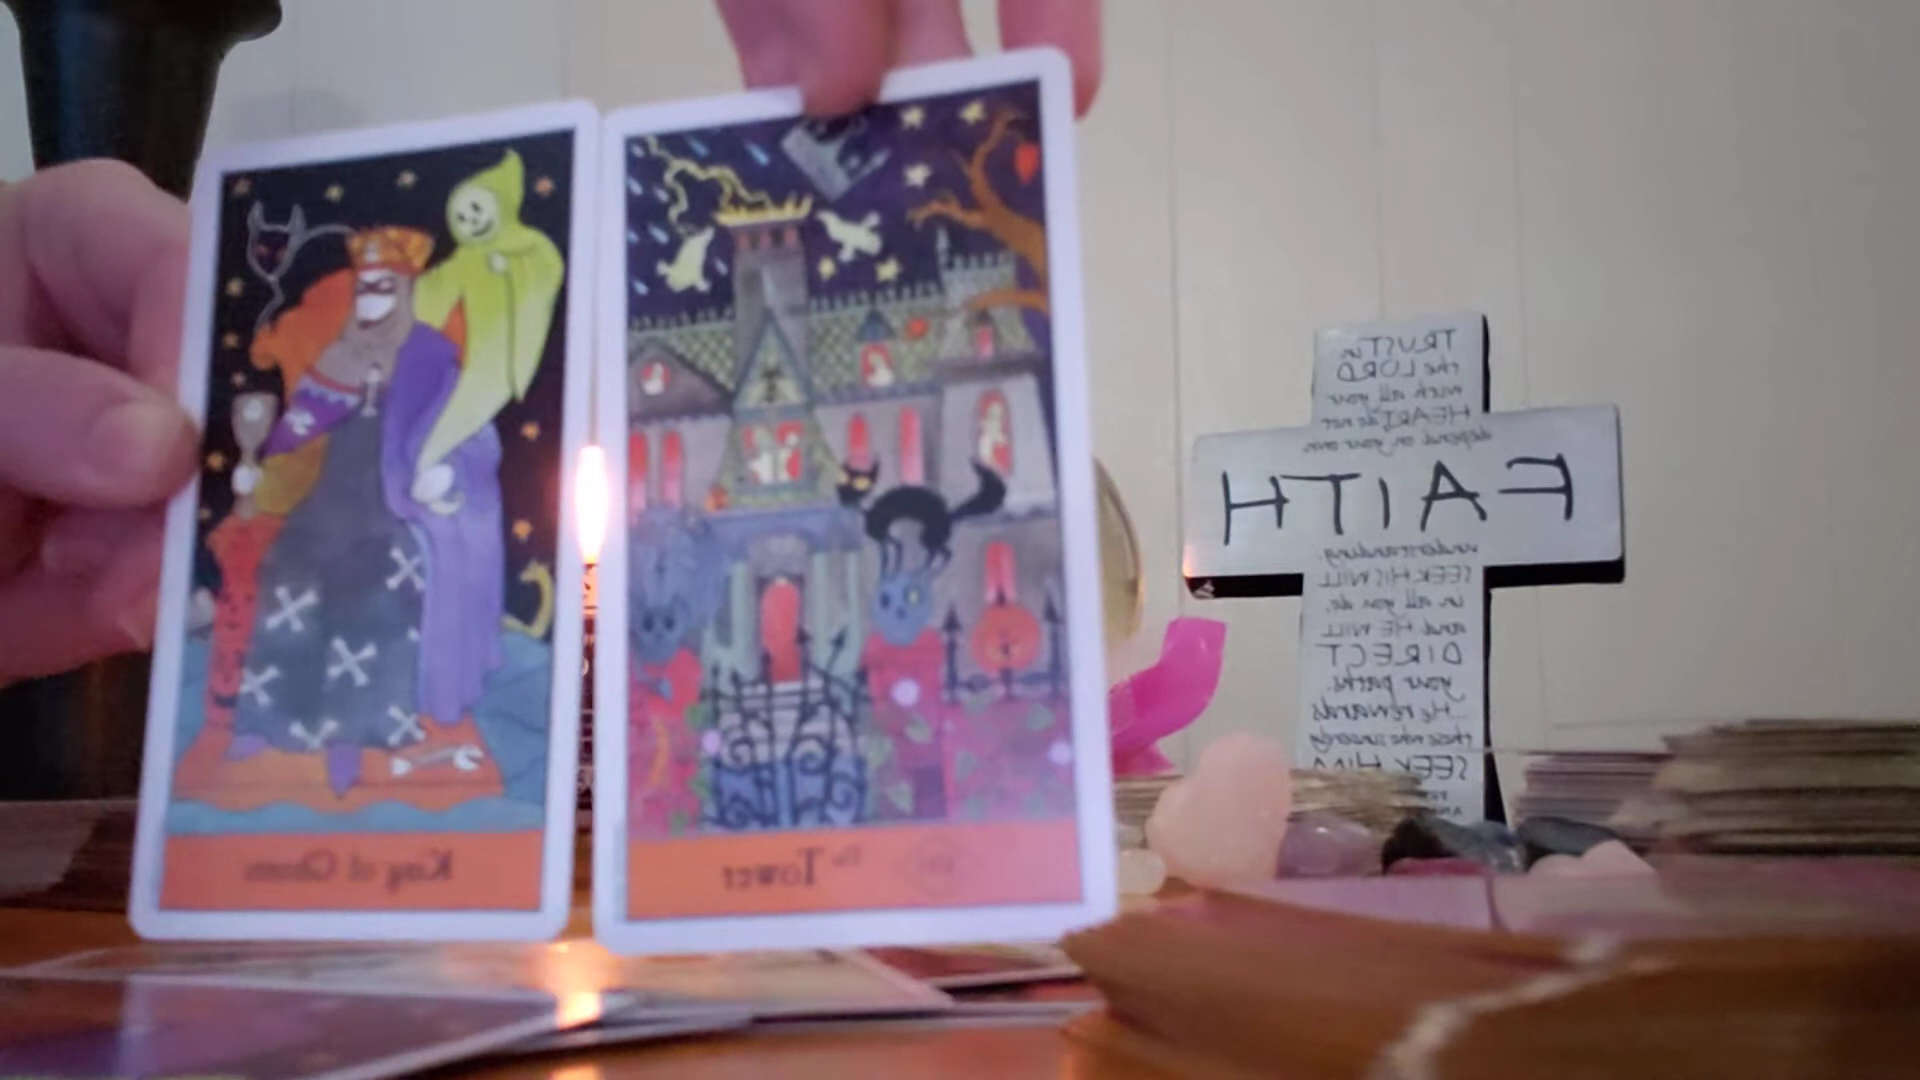 King of Ghosts
The Tower
XVI
TRUST in
the LORD
with all your
HEART do not
depend on your own
FAITH
understanding.
SEEK HIS WILL
in all you do,
and HE WILL
DIRECT
your paths.
He rewards
those who sincerely
SEEK HIM